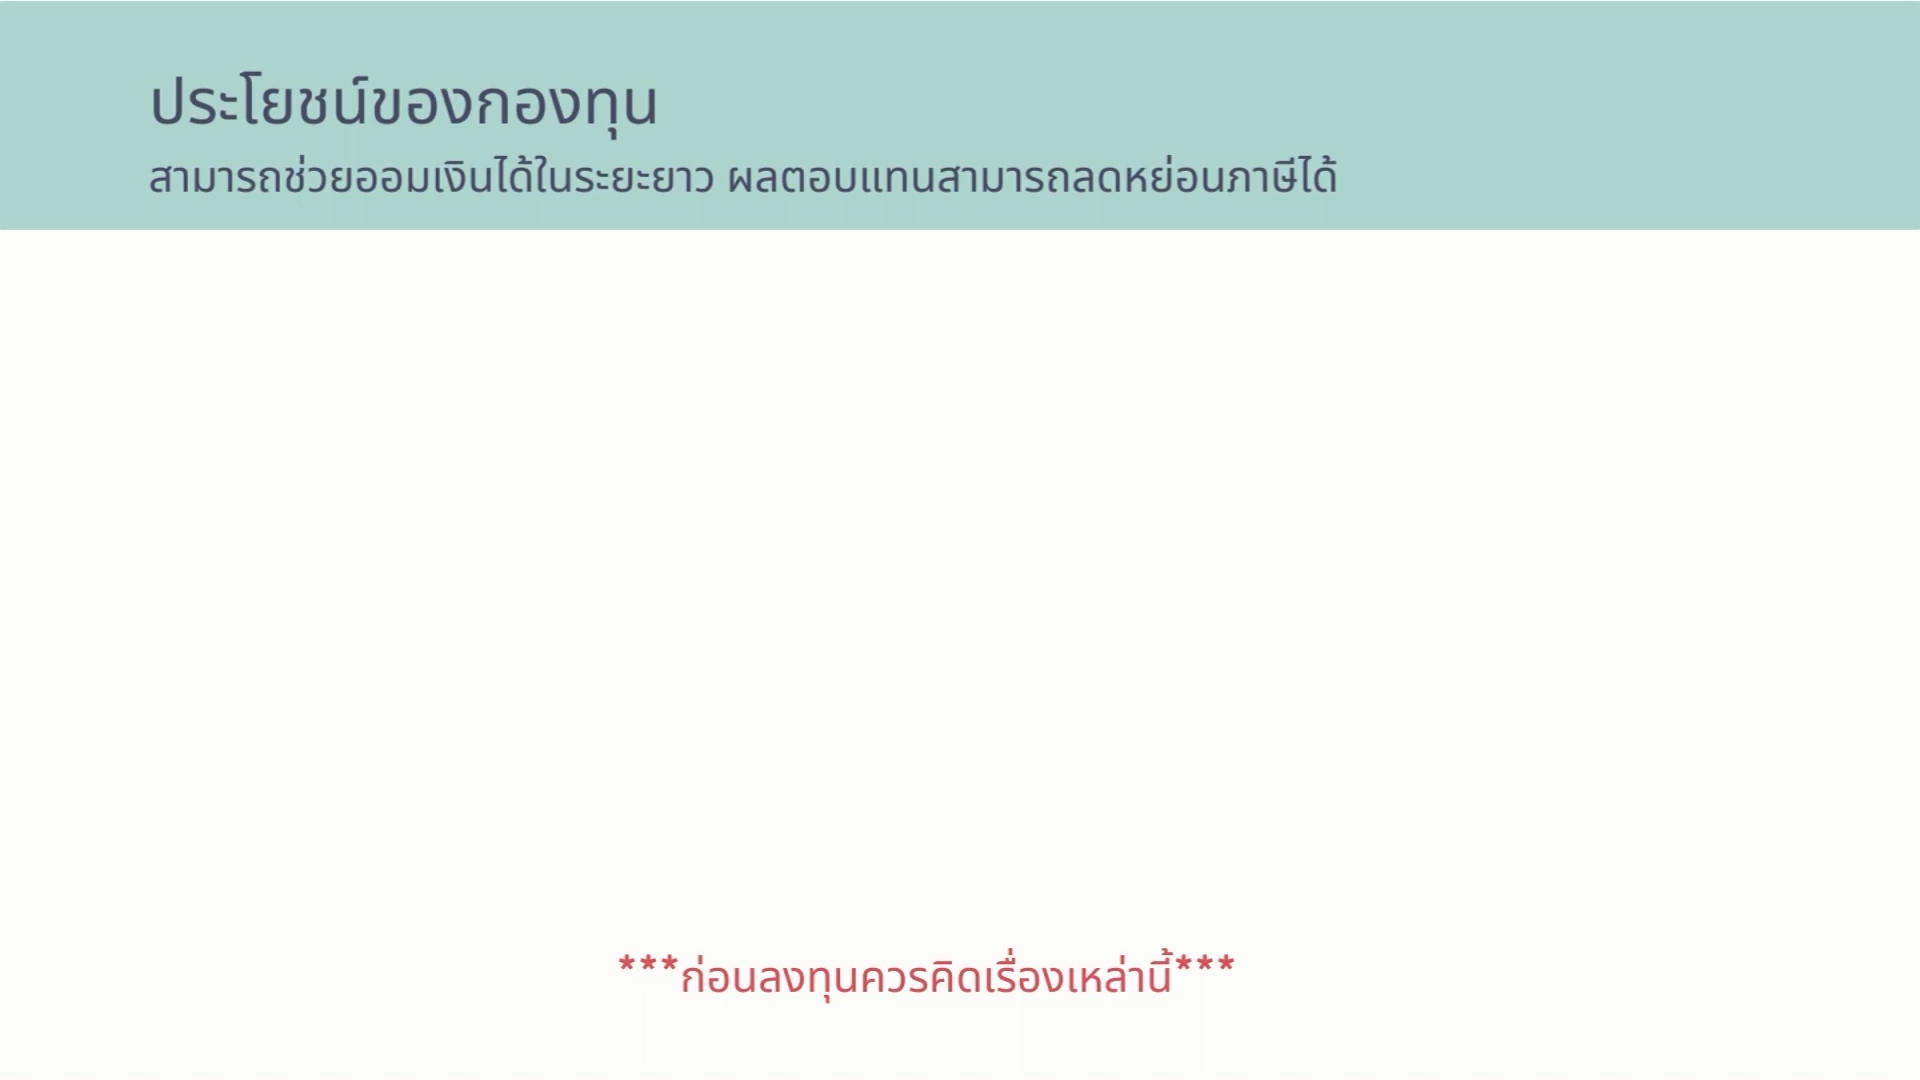 ประโยชน์ของกองทุน
สามารถช่วยออมเงินได้ในระยะยาว ผลตอบแทนสามารถลดหย่อนภาษีได้
***ก่อนลงทุนควรคิดเรื่องเหล่านี้***